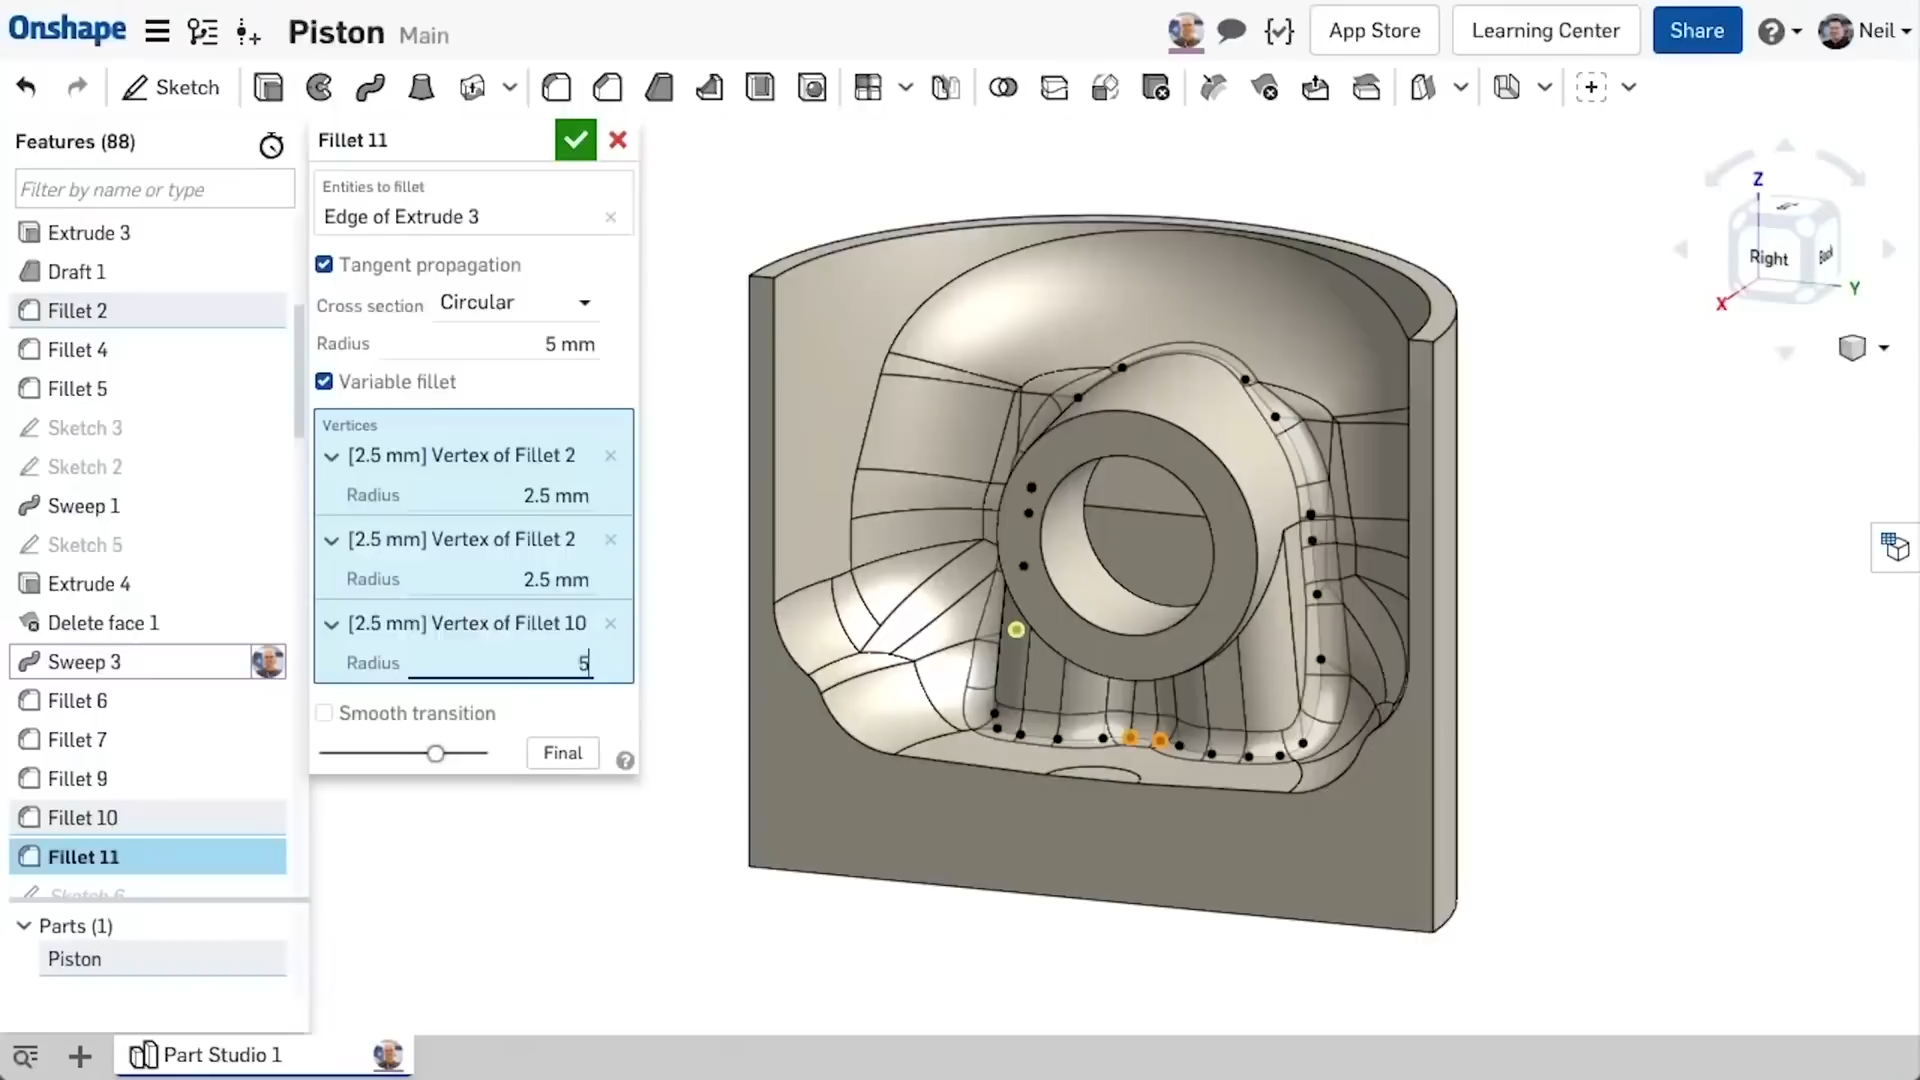 Onshape
Piston Main
App Store
Learning Center
Share
Neil
Sketch
Features (88)
Filter by name or type
Extrude 3
Draft 1
Fillet 2
Fillet 4
Fillet 5
Sketch 3
Sketch 2
Sweep 1
Sketch 5
Extrude 4
Delete face 1
Sweep 3
Fillet 6
Fillet 7
Fillet 9
Fillet 10
Fillet 11
Sketch 6
Parts (1)
Piston
Fillet 11
Entities to fillet
Edge of Extrude 3
Tangent propagation
Cross section Circular
Radius 5 mm
Variable fillet
Vertices
[2.5 mm] Vertex of Fillet 2
Radius 2.5 mm
[2.5 mm] Vertex of Fillet 2
Radius 2.5 mm
[2.5 mm] Vertex of Fillet 10
Radius 5
Smooth transition
Final
Z
Right
Back
X
Y
Part Studio 1